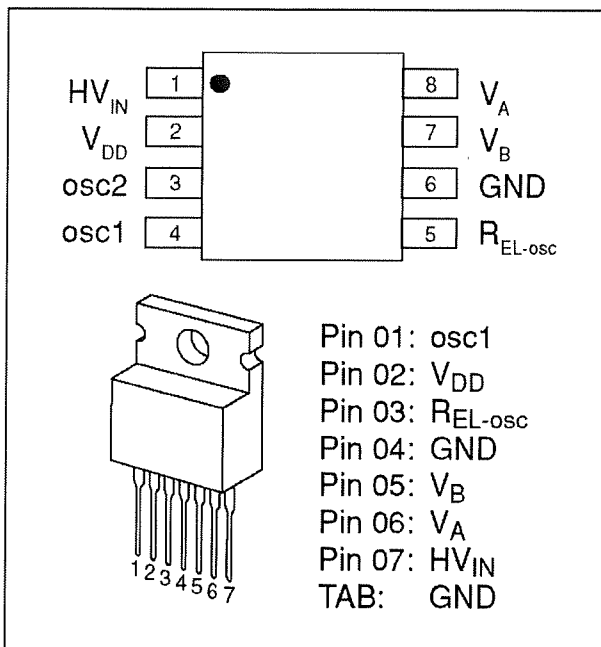 HV_IN 1 8 V_A
V_DD 2 7 V_B
osc2 3 6 GND
osc1 4 5 R_EL-osc
Pin 01: osc1
Pin 02: V_DD
Pin 03: R_EL-osc
Pin 04: GND
Pin 05: V_B
Pin 06: V_A
Pin 07: HV_IN
TAB: GND
1 2 3 4 5 6 7